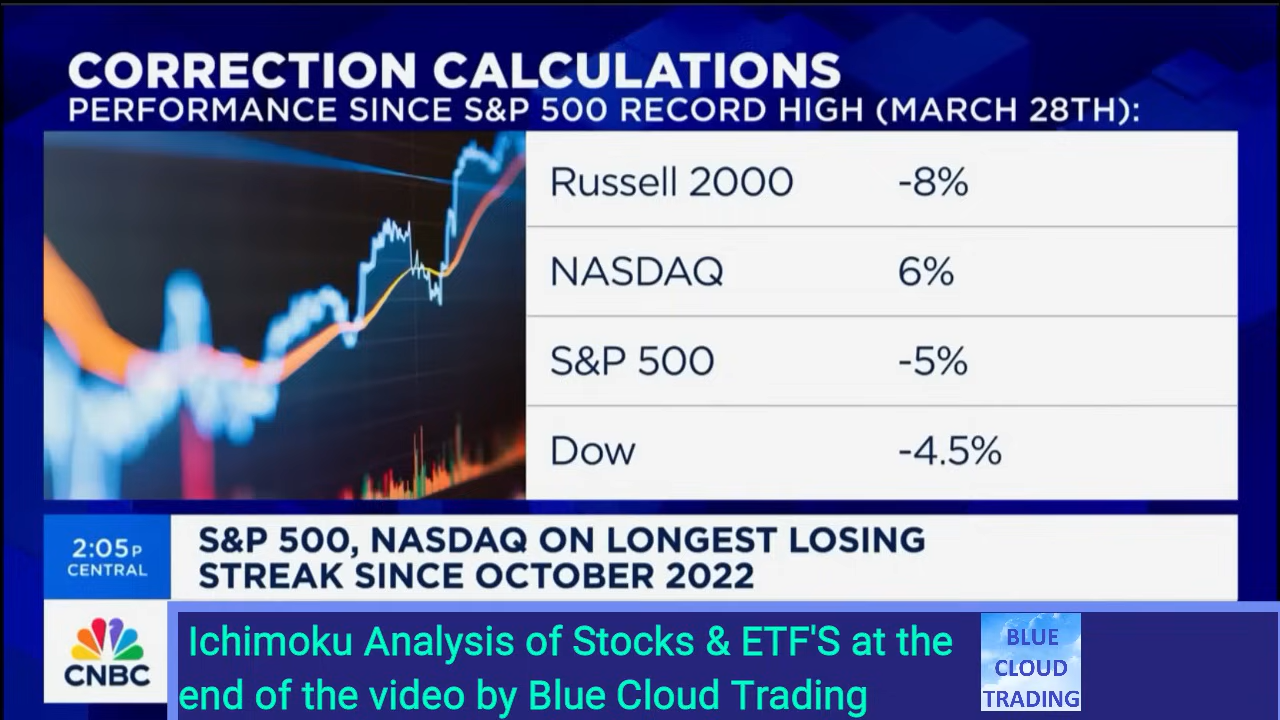 CORRECTION CALCULATIONS
PERFORMANCE SINCE S&P 500 RECORD HIGH (MARCH 28TH):
Russell 2000 -8%
NASDAQ 6%
S&P 500 -5%
Dow -4.5%
2:05P
CENTRAL
S&P 500, NASDAQ ON LONGEST LOSING
STREAK SINCE OCTOBER 2022
CNBC
Ichimoku Analysis of Stocks & ETF'S at the
end of the video by Blue Cloud Trading
BLUE
CLOUD
TRADING